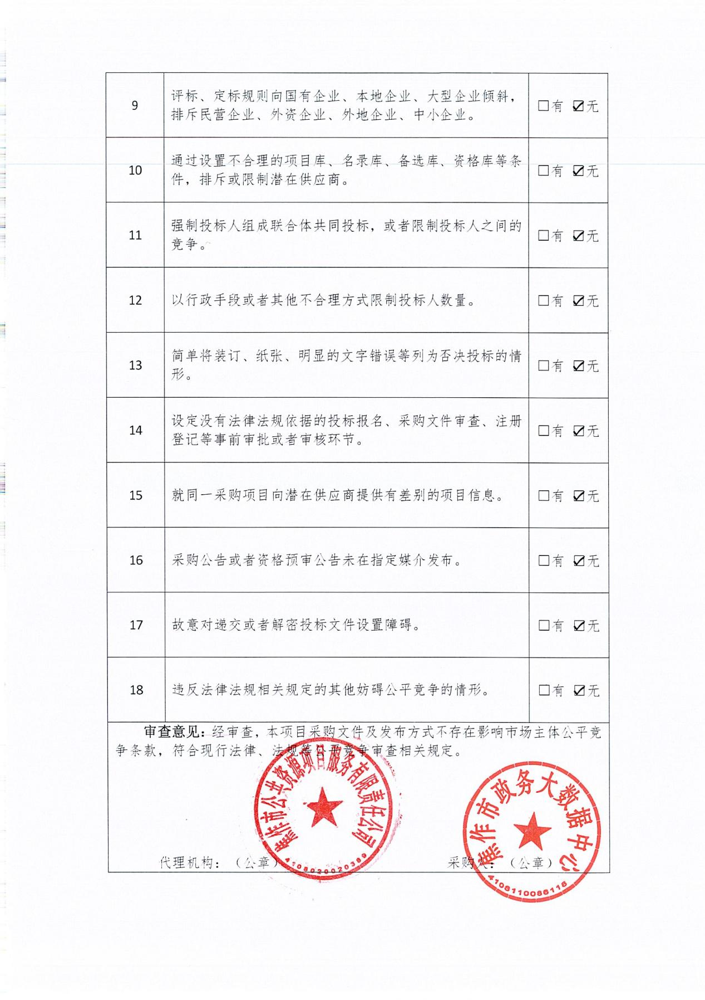 9
评标、定标规则向国有企业、本地企业、大型企业倾斜，
排斥民营企业、外资企业、外地企业、中小企业。
□有 ☑无
10
通过设置不合理的项目库、名录库、备选库、资格库等条
件，排斥或限制潜在供应商。
□有 ☑无
11
强制投标人组成联合体共同投标，或者限制投标人之间的
竞争。
□有 ☑无
12
以行政手段或者其他不合理方式限制投标人数量。
□有 ☑无
13
简单将装订、纸张、明显的文字错误等列为否决投标的情
形。
□有 ☑无
14
设定没有法律法规依据的投标报名、采购文件审查、注册
登记等事前审批或者审核环节。
□有 ☑无
15
就同一采购项目向潜在供应商提供有差别的项目信息。
□有 ☑无
16
采购公告或者资格预审公告未在指定媒介发布。
□有 ☑无
17
故意对递交或者解密投标文件设置障碍。
□有 ☑无
18
违反法律法规相关规定的其他妨碍公平竞争的情形。
□有 ☑无
审查意见：经审查，本项目采购文件及发布方式不存在影响市场主体公平竞
争条款，符合现行法律、法规等公平竞争审查相关规定。
焦作市公共资源项目服务有限责任公司
4108020020389
焦作市政务大数据中心
4108110086118
代理机构：（公章）
采购人：（公章）